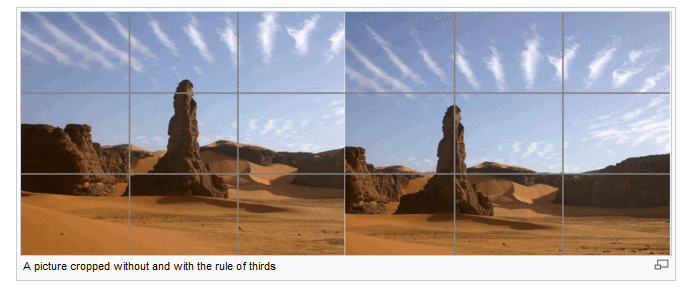 A picture cropped without and with the rule of thirds